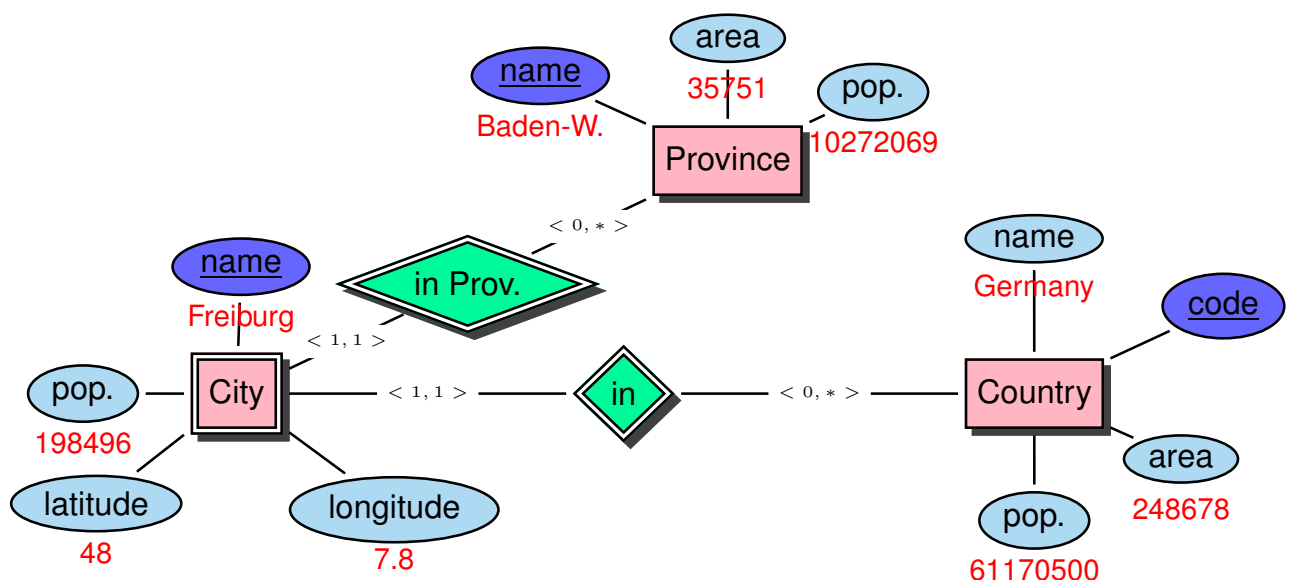 area
name
35751
pop.
Baden-W.
10272069
Province
< 0, * >
name
name
in Prov.
Germany
code
Freiburg
< 1, 1 >
pop.
City
< 1, 1 >
in
< 0, * >
Country
198496
area
latitude
longitude
pop.
248678
48
7.8
61170500